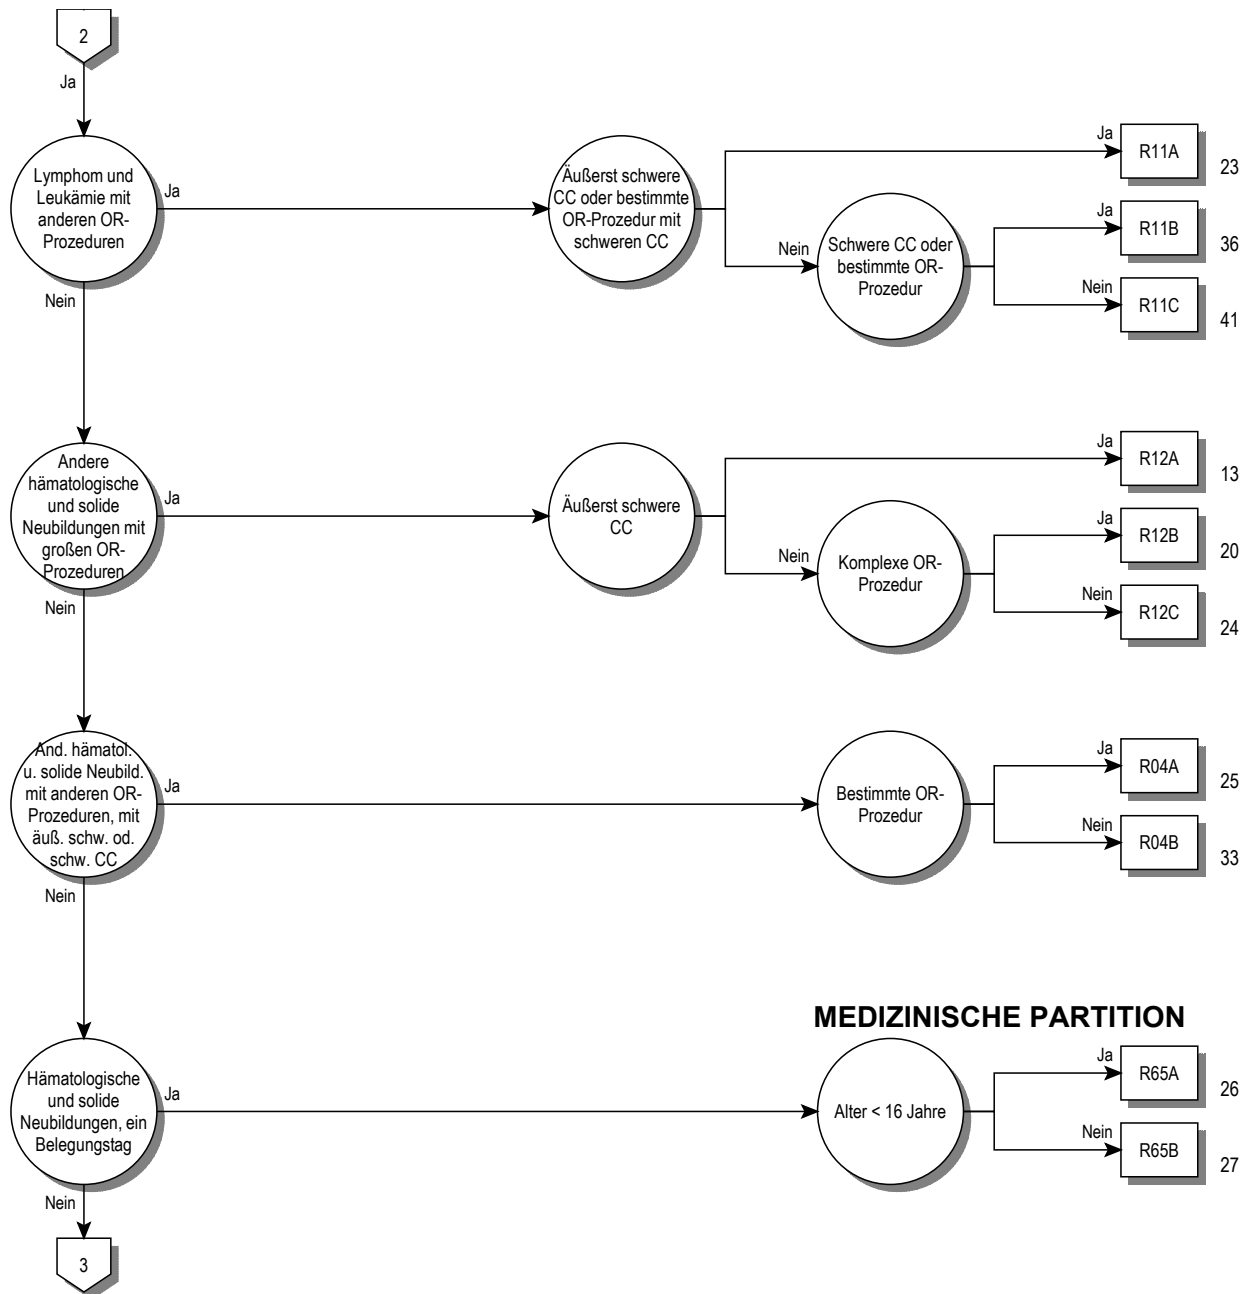 2
Ja
Lymphom und
Leukämie mit
anderen OR-
Prozeduren
Ja
Äußerst schwere
CC oder bestimmte
OR-Prozedur mit
schweren CC
Ja
R11A
23
Nein
Schwere CC oder
bestimmte OR-
Prozedur
Ja
R11B
36
Nein
R11C
41
Nein
Andere
hämatologische
und solide
Neubildungen mit
großen OR-
Prozeduren
Ja
Äußerst schwere
CC
Ja
R12A
13
Nein
Komplexe OR-
Prozedur
Ja
R12B
20
Nein
R12C
24
Nein
And. hämatol.
u. solide Neubild.
mit anderen OR-
Prozeduren, mit
äuß. schw. od.
schw. CC
Ja
Bestimmte OR-
Prozedur
Ja
R04A
25
Nein
R04B
33
Nein
MEDIZINISCHE PARTITION
Hämatologische
und solide
Neubildungen, ein
Belegungstag
Ja
Alter < 16 Jahre
Ja
R65A
26
Nein
R65B
27
Nein
3